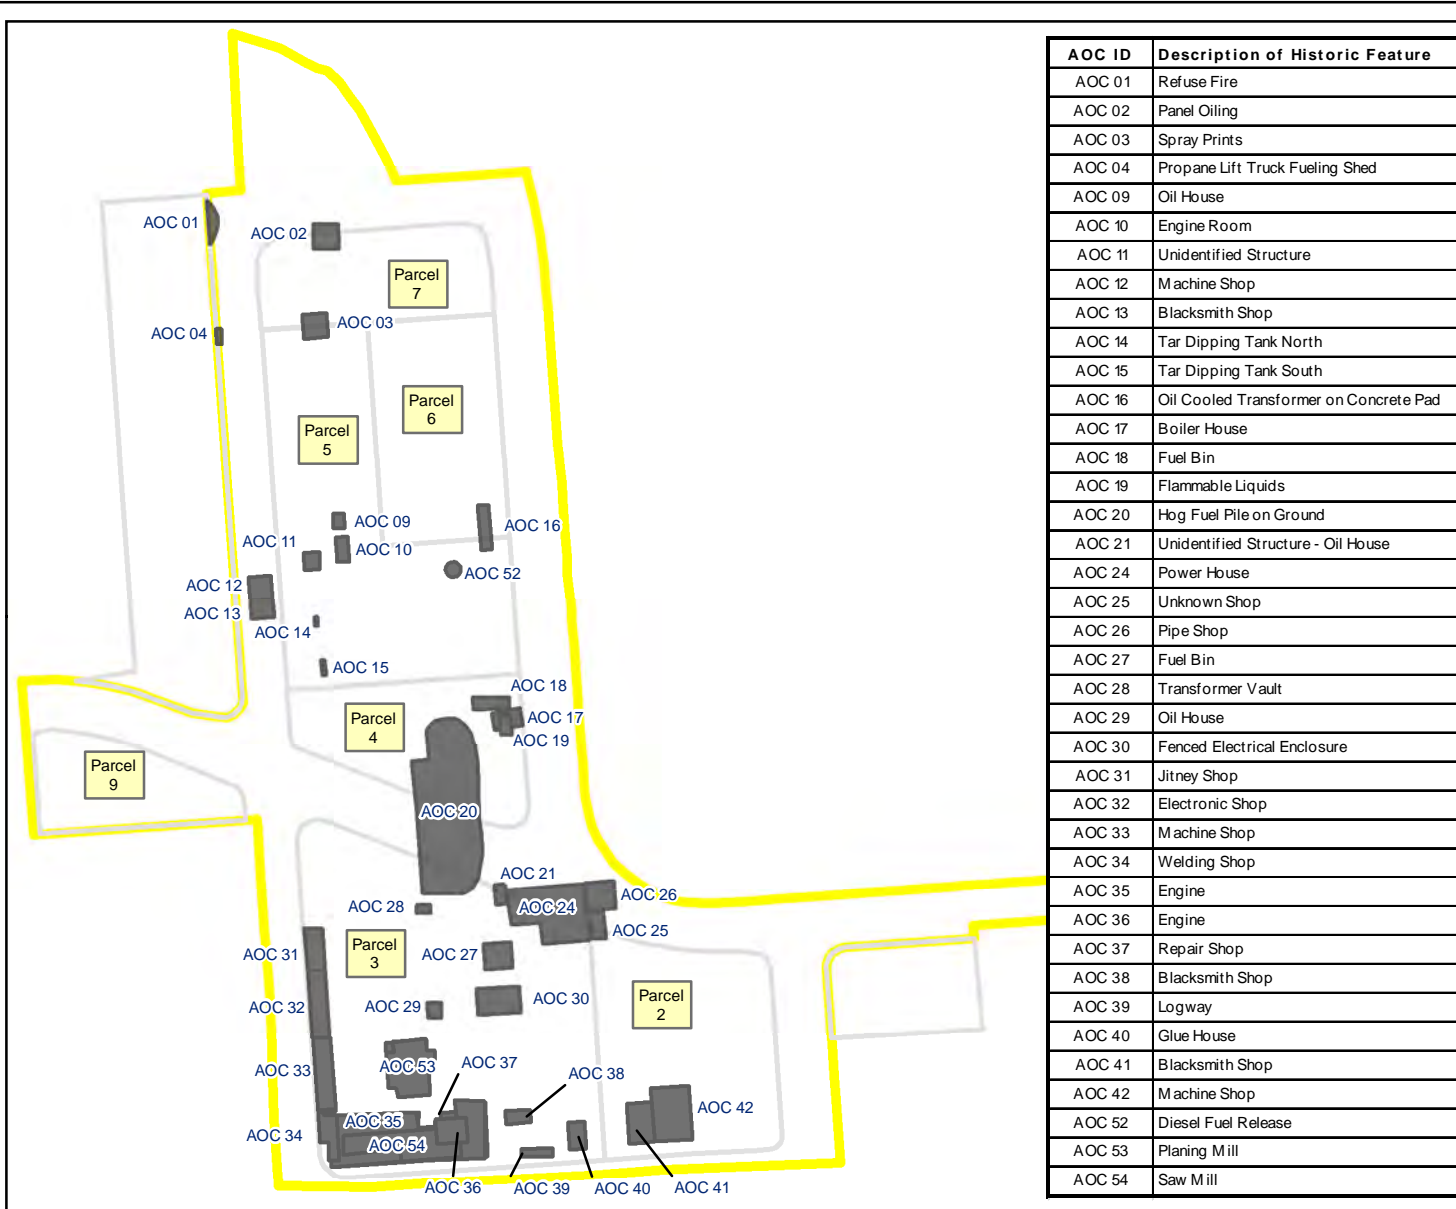 AOC ID Description of Historic Feature
AOC 01 Refuse Fire
AOC 02 Panel Oiling
AOC 03 Spray Prints
AOC 04 Propane Lift Truck Fueling Shed
AOC 09 Oil House
AOC 10 Engine Room
AOC 11 Unidentified Structure
AOC 12 Machine Shop
AOC 13 Blacksmith Shop
AOC 14 Tar Dipping Tank North
AOC 15 Tar Dipping Tank South
AOC 16 Oil Cooled Transformer on Concrete Pad
AOC 17 Boiler House
AOC 18 Fuel Bin
AOC 19 Flammable Liquids
AOC 20 Hog Fuel Pile on Ground
AOC 21 Unidentified Structure - Oil House
AOC 24 Power House
AOC 25 Unknown Shop
AOC 26 Pipe Shop
AOC 27 Fuel Bin
AOC 28 Transformer Vault
AOC 29 Oil House
AOC 30 Fenced Electrical Enclosure
AOC 31 Jitney Shop
AOC 32 Electronic Shop
AOC 33 Machine Shop
AOC 34 Welding Shop
AOC 35 Engine
AOC 36 Engine
AOC 37 Repair Shop
AOC 38 Blacksmith Shop
AOC 39 Logway
AOC 40 Glue House
AOC 41 Blacksmith Shop
AOC 42 Machine Shop
AOC 52 Diesel Fuel Release
AOC 53 Planing Mill
AOC 54 Saw Mill
AOC 01
AOC 02
Parcel
7
AOC 03
AOC 04
Parcel
6
Parcel
5
AOC 09
AOC 16
AOC 11
AOC 10
AOC 52
AOC 12
AOC 13
AOC 14
AOC 15
AOC 18
Parcel
4
AOC 17
AOC 19
Parcel
9
AOC 20
AOC 21
AOC 26
AOC 28
AOC 24
AOC 25
Parcel
3
AOC 31
AOC 27
Parcel
2
AOC 30
AOC 32
AOC 29
AOC 37
AOC 53
AOC 33
AOC 38
AOC 42
AOC 35
AOC 34
AOC 54
AOC 36
AOC 39
AOC 40
AOC 41